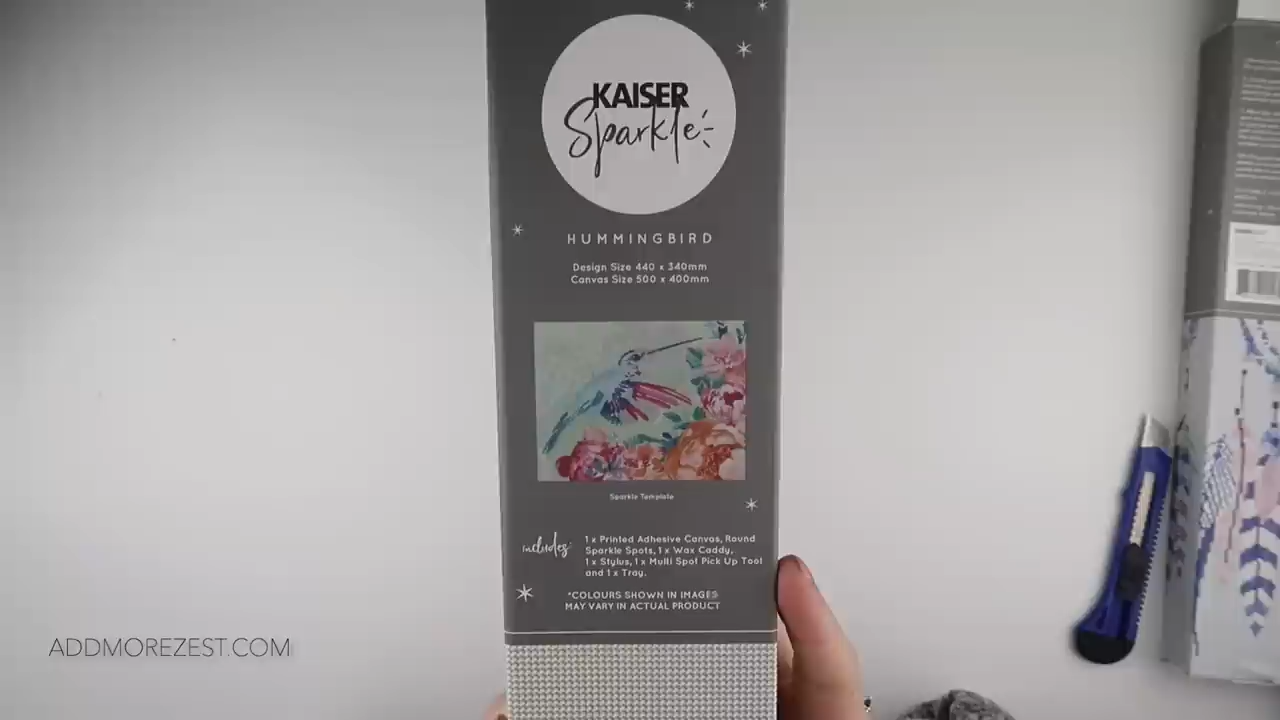 KAISER
Sparkle
HUMMINGBIRD
Design Size 440 x 340mm
Canvas Size 500 x 400mm
Sparkle Template
includes:
1 x Printed Adhesive Canvas, Round
Sparkle Spots, 1 x Wax Caddy,
1 x Stylus, 1 x Multi Spot Pick Up Tool
and 1 x Tray.
*COLOURS SHOWN IN IMAGES
MAY VARY IN ACTUAL PRODUCT
ADDMOREZEST.COM